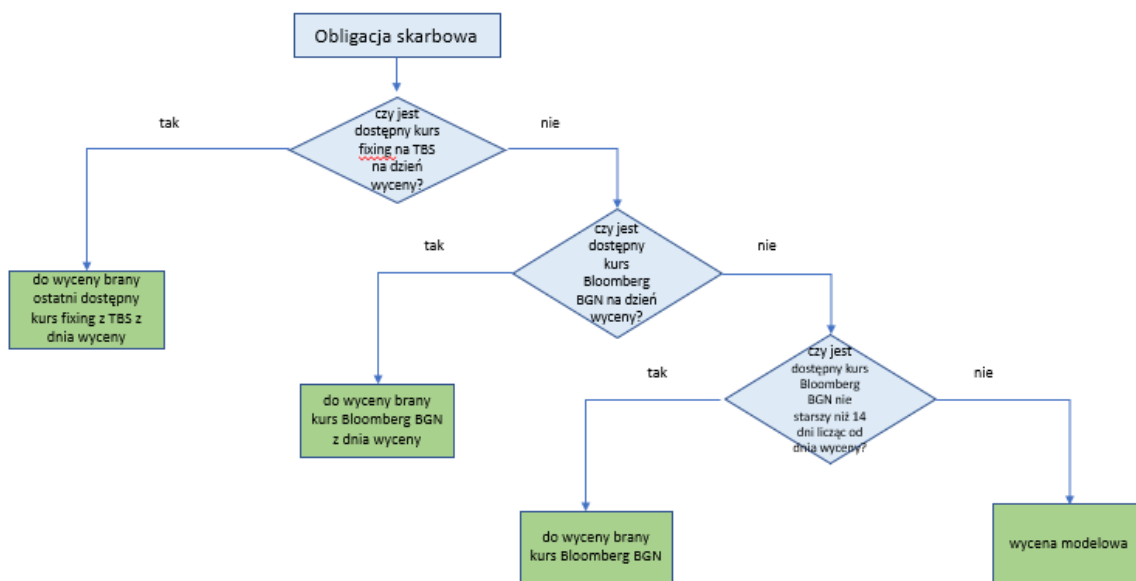 Obligacja skarbowa
tak
nie
czy jest
dostępny kurs
fixing na TBS
na dzień
wyceny?
do wyceny brany
ostatni dostępny
kurs fixing z TBS z
dnia wyceny
tak
nie
czy jest
dostępny
kurs
Bloomberg
BGN na dzień
wyceny?
do wyceny brany
kurs Bloomberg BGN
z dnia wyceny
tak
nie
czy jest
dostępny kurs
Bloomberg
BGN nie
starszy niż 14
dni licząc od
dnia wyceny?
do wyceny brany
kurs Bloomberg BGN
wycena modelowa